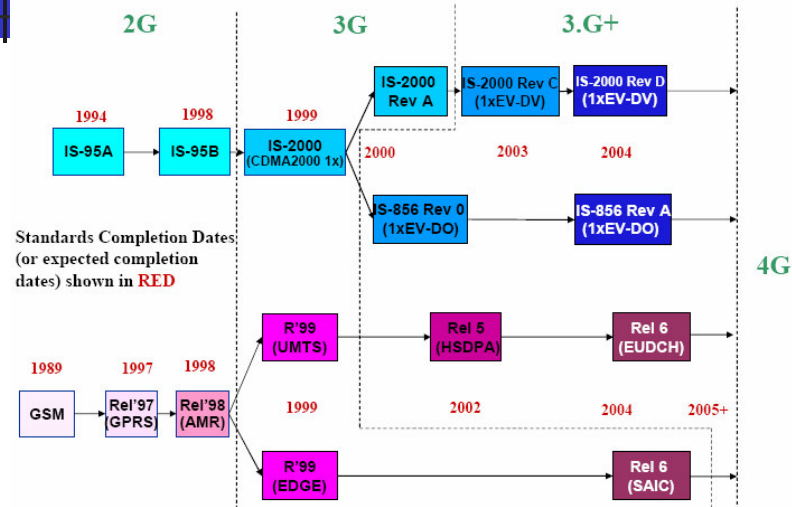 2G
3G
3.G+
IS-2000
Rev A
IS-2000 Rev C
(1xEV-DV)
IS-2000 Rev D
(1xEV-DV)
1994
1998
1999
IS-95A
IS-95B
IS-2000
(CDMA2000 1x)
2000
2003
2004
IS-856 Rev 0
(1xEV-DO)
IS-856 Rev A
(1xEV-DO)
Standards Completion Dates
(or expected completion
dates) shown in RED
4G
R'99
(UMTS)
Rel 5
(HSDPA)
Rel 6
(EUDCH)
1989
1997
1998
GSM
Rel'97
(GPRS)
Rel'98
(AMR)
1999
2002
2004
2005+
R'99
(EDGE)
Rel 6
(SAIC)